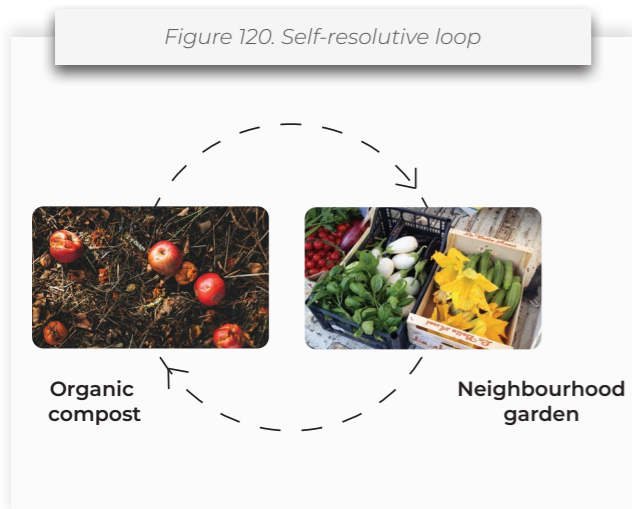 Figure 120. Self-resolutive loop
Organic
compost
Neighbourhood
garden